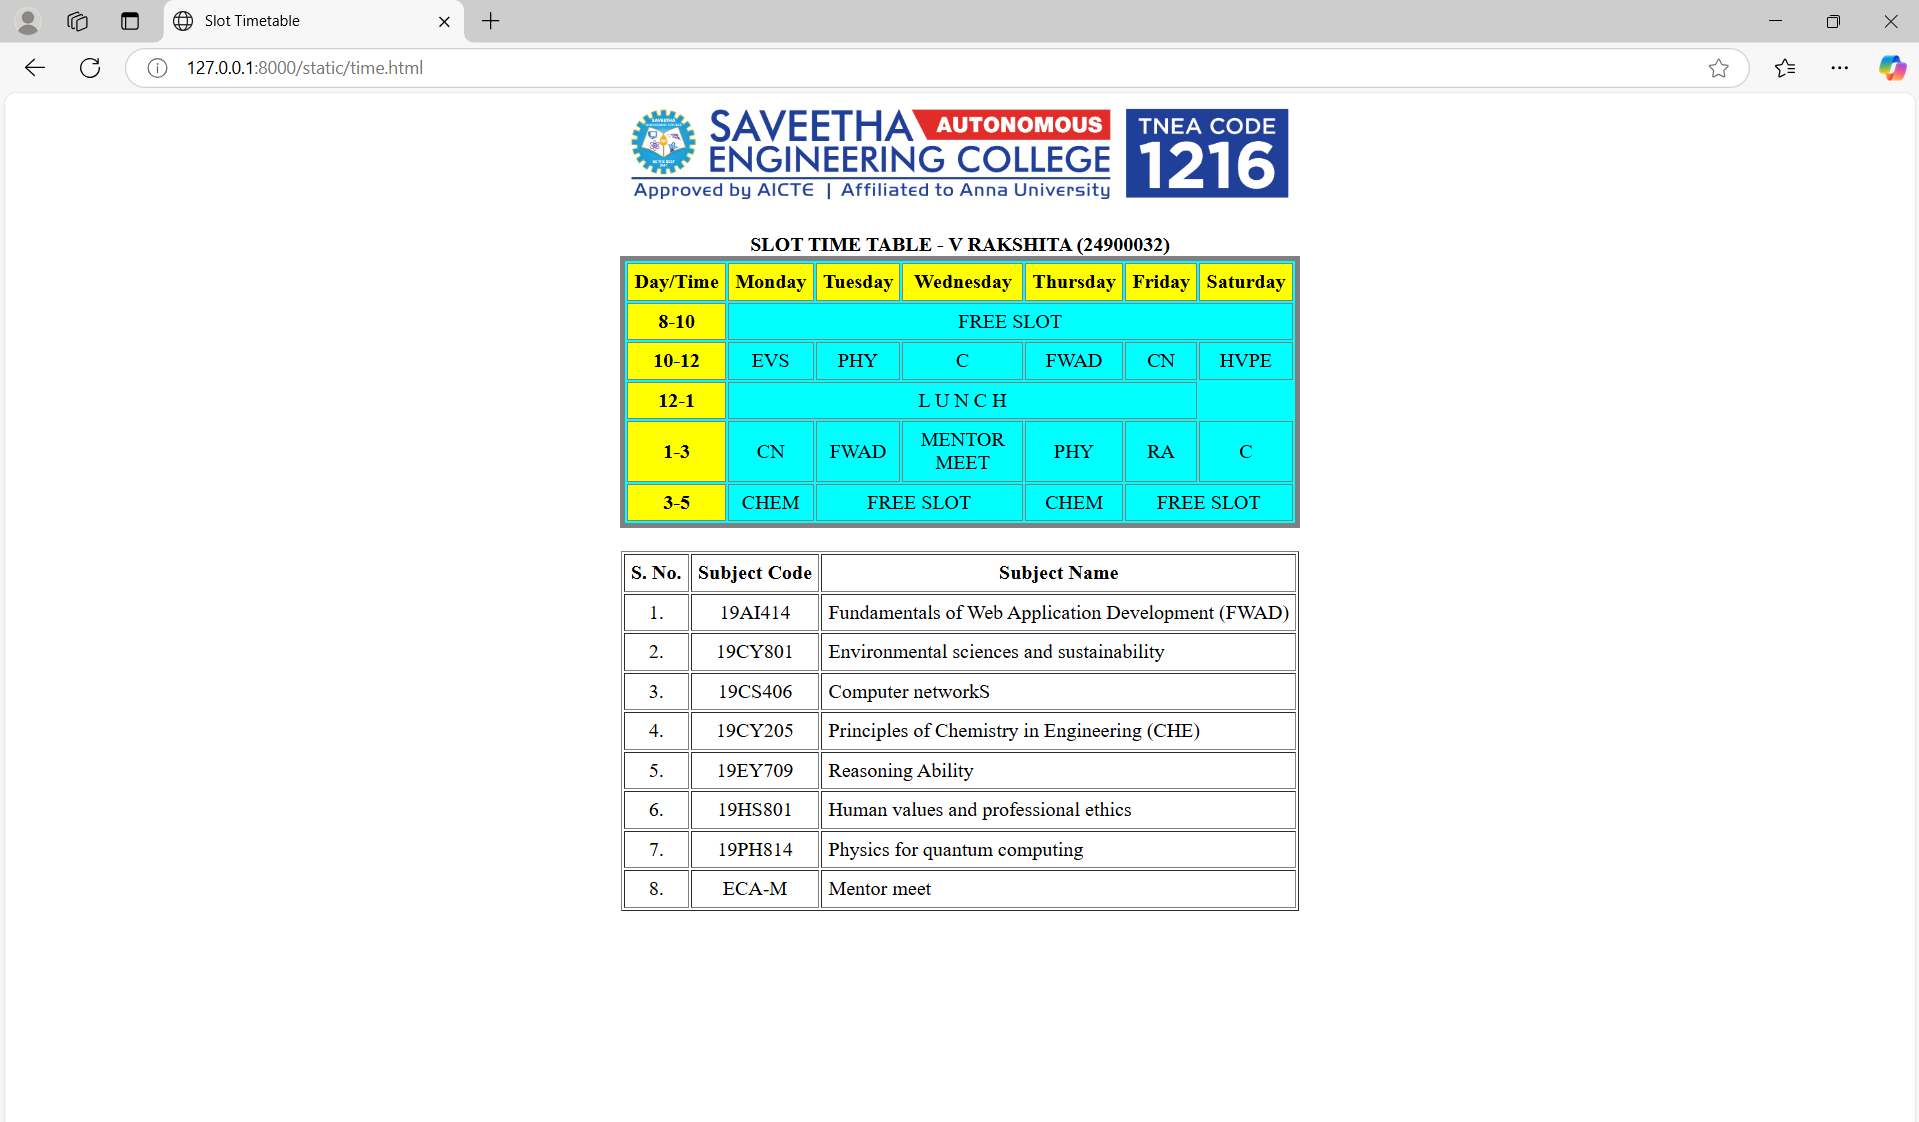 Slot Timetable
127.0.0.1:8000/static/time.html
SAVEETHA AUTONOMOUS
ENGINEERING COLLEGE
Approved by AICTE | Affiliated to Anna University
TNEA CODE
1216
SLOT TIME TABLE - V RAKSHITA (24900032)
Day/Time Monday Tuesday Wednesday Thursday Friday Saturday
8-10 FREE SLOT
10-12 EVS PHY C FWAD CN HVPE
12-1 L U N C H
1-3 CN FWAD MENTOR MEET PHY RA C
3-5 CHEM FREE SLOT CHEM FREE SLOT
S. No. Subject Code Subject Name
1. 19AI414 Fundamentals of Web Application Development (FWAD)
2. 19CY801 Environmental sciences and sustainability
3. 19CS406 Computer networkS
4. 19CY205 Principles of Chemistry in Engineering (CHE)
5. 19EY709 Reasoning Ability
6. 19HS801 Human values and professional ethics
7. 19PH814 Physics for quantum computing
8. ECA-M Mentor meet